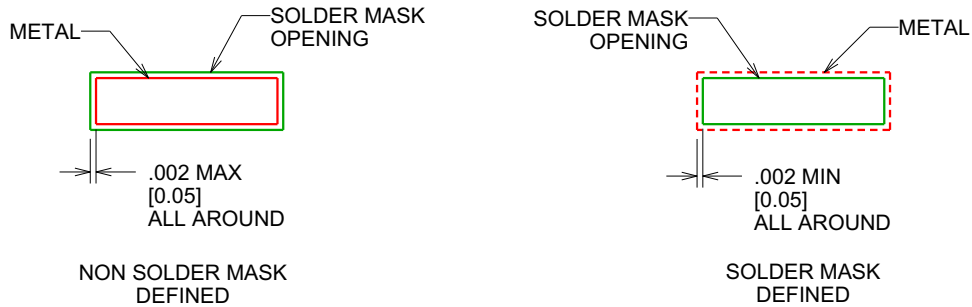 METAL
SOLDER MASK
OPENING
.002 MAX
[0.05]
ALL AROUND
NON SOLDER MASK
DEFINED
SOLDER MASK
OPENING
METAL
.002 MIN
[0.05]
ALL AROUND
SOLDER MASK
DEFINED